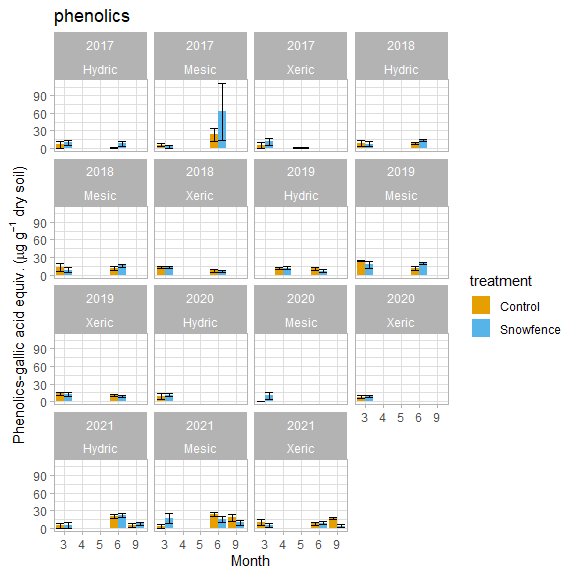 phenolics
2017 2017 2017 2018
Hydric Mesic Xeric Hydric
90
60
30
0
2018 2018 2019 2019
Mesic Xeric Hydric Mesic
90
60
30
0
2019 2020 2020 2020
Xeric Hydric Mesic Xeric
90
60
30
0
3 4 5 6 9
2021 2021 2021
Hydric Mesic Xeric
90
60
30
0
3 4 5 6 9 3 4 5 6 9 3 4 5 6 9
Month
Phenolics-gallic acid equiv. (μg g⁻¹ dry soil)
treatment
Control
Snowfence